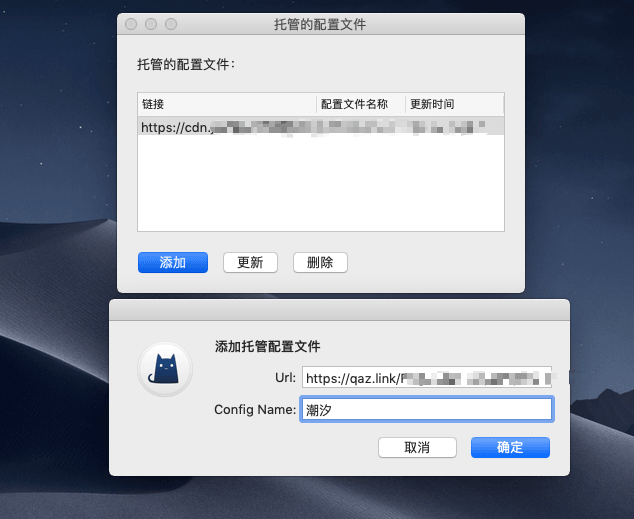 托管的配置文件
托管的配置文件：
链接 配置文件名称 更新时间
https://cdn.
添加 更新 删除
添加托管配置文件
Url: https://qaz.link/
Config Name: 潮汐
取消 确定